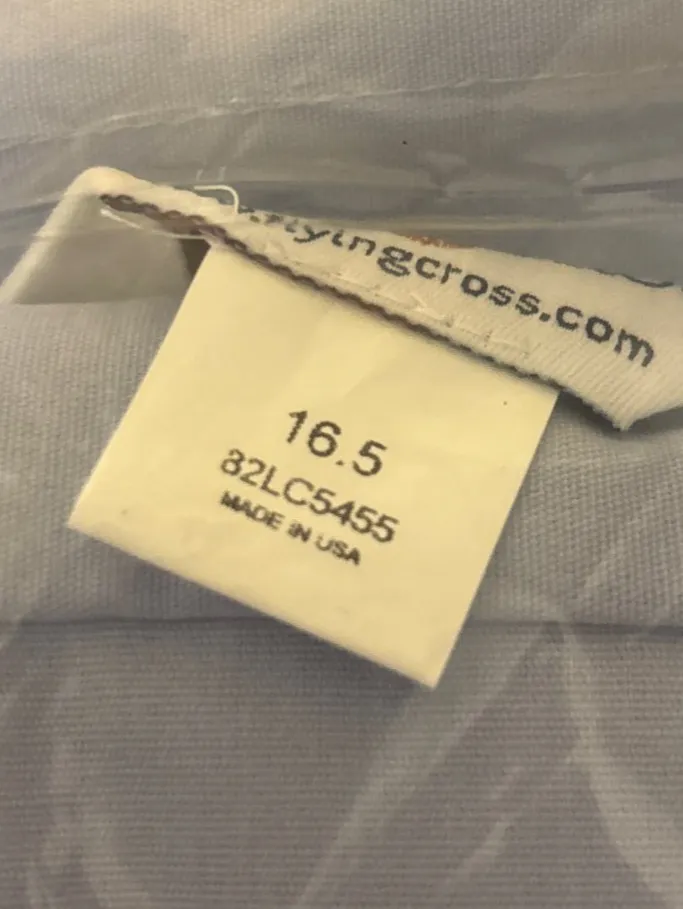 .flyingcross.com
16.5
82LC5455
MADE IN USA